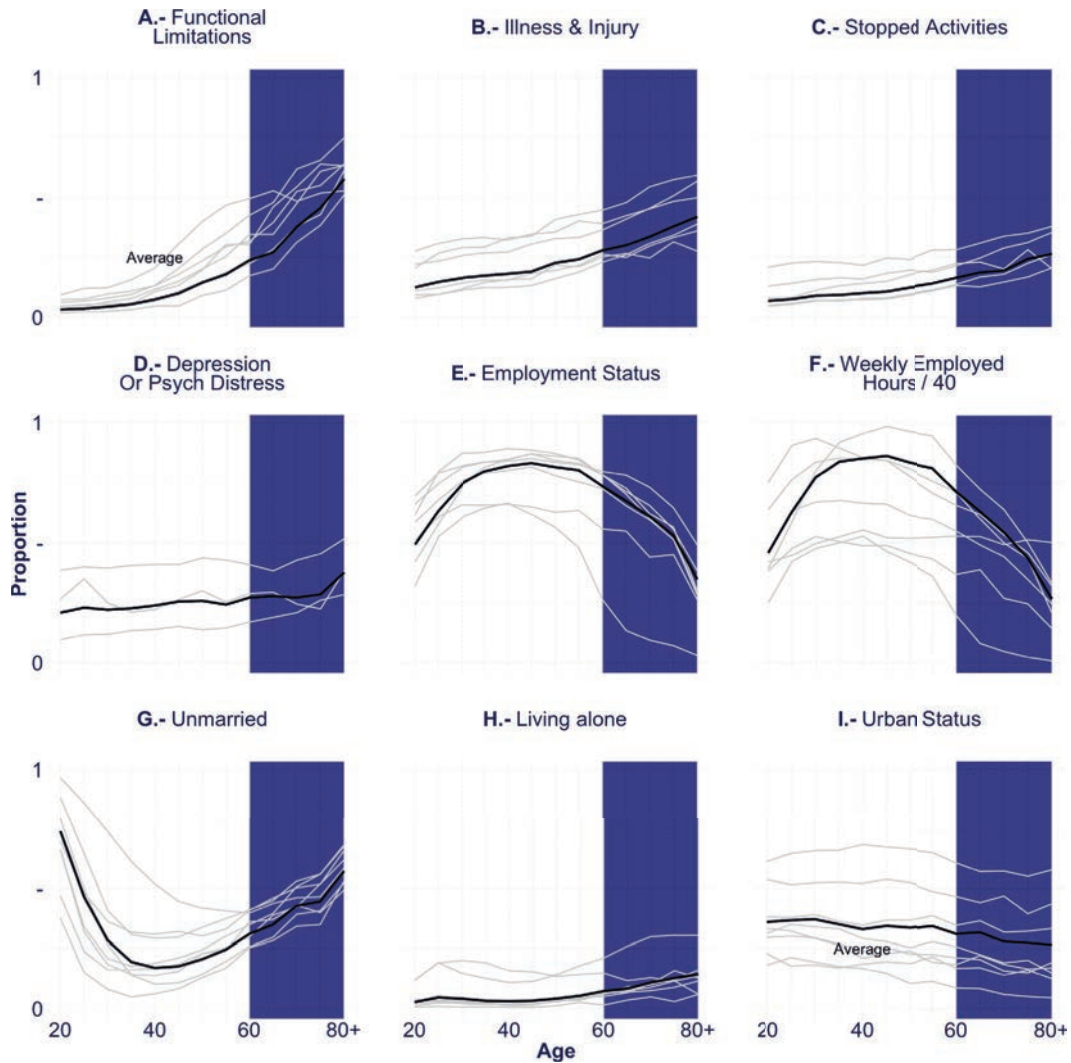 A.- Functional
Limitations
B.- Illness & Injury
C.- Stopped Activities
1
-
0
Average
D.- Depression
Or Psych Distress
E.- Employment Status
F.- Weekly Employed
Hours / 40
1
-
0
Proportion
G.- Unmarried
H.- Living alone
I.- Urban Status
1
-
0
Average
20 40 60 80+
20 40 60 80+
20 40 60 80+
Age